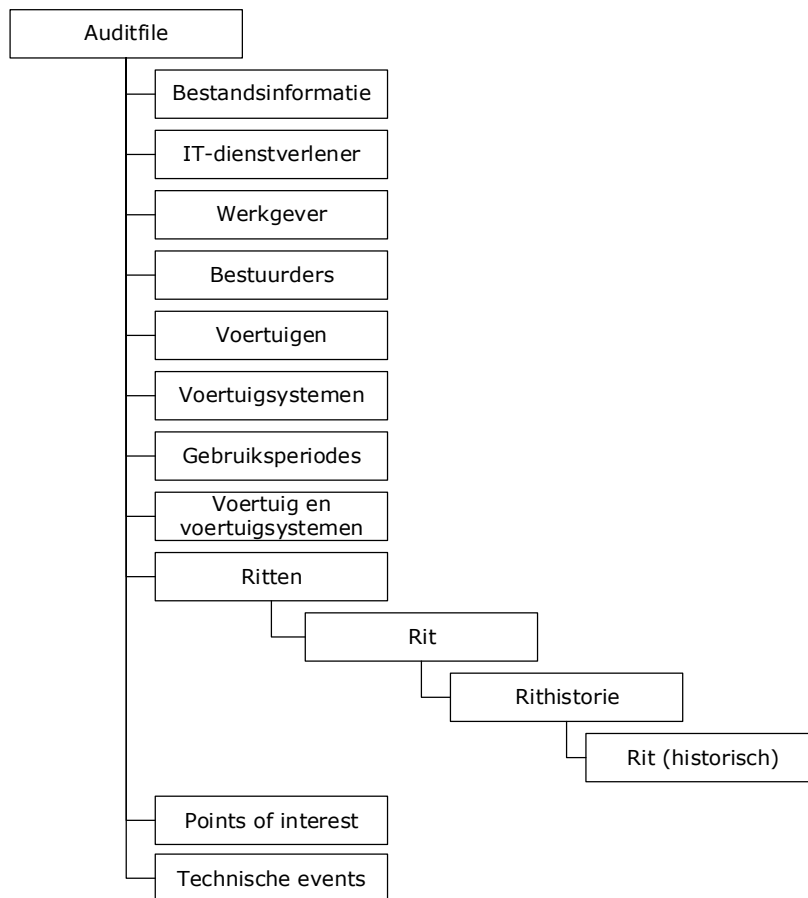 Auditfile
Bestandsinformatie
IT-dienstverlener
Werkgever
Bestuurders
Voertuigen
Voertuigsystemen
Gebruiksperiodes
Voertuig en
voertuigsystemen
Ritten
Rit
Rithistorie
Rit (historisch)
Points of interest
Technische events